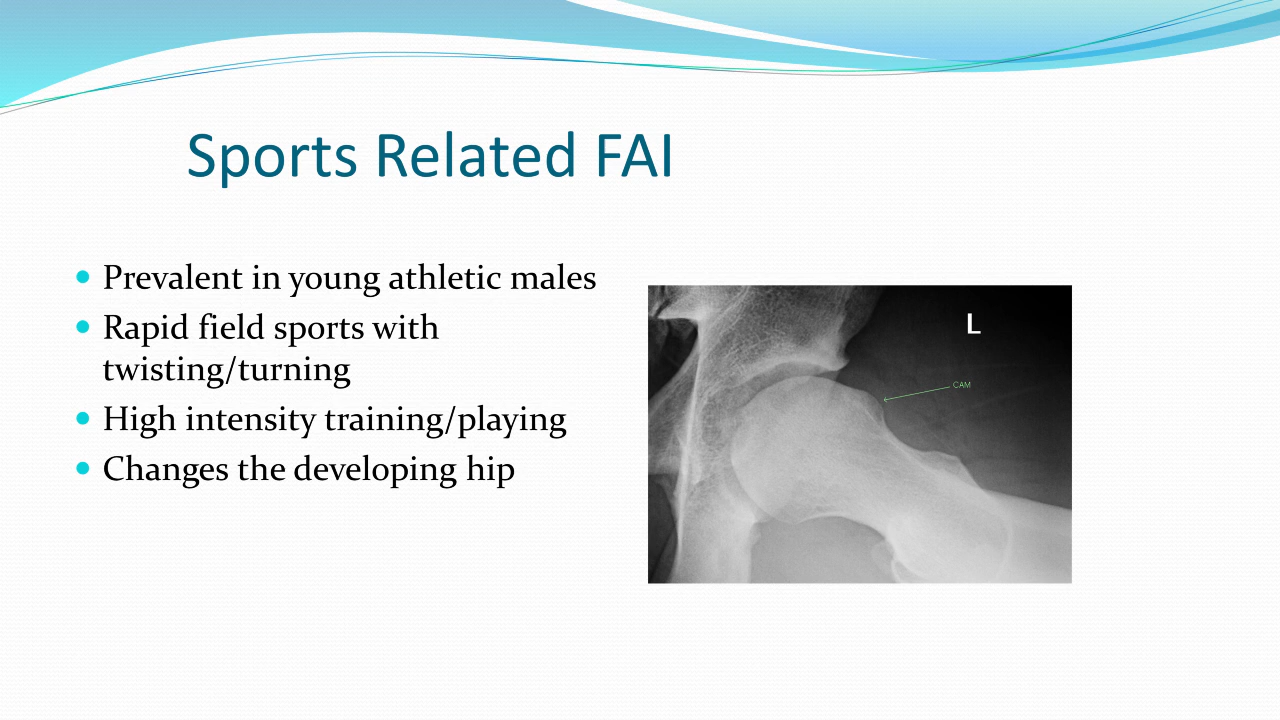 Sports Related FAI
Prevalent in young athletic males
Rapid field sports with
twisting/turning
High intensity training/playing
Changes the developing hip
L
CAM